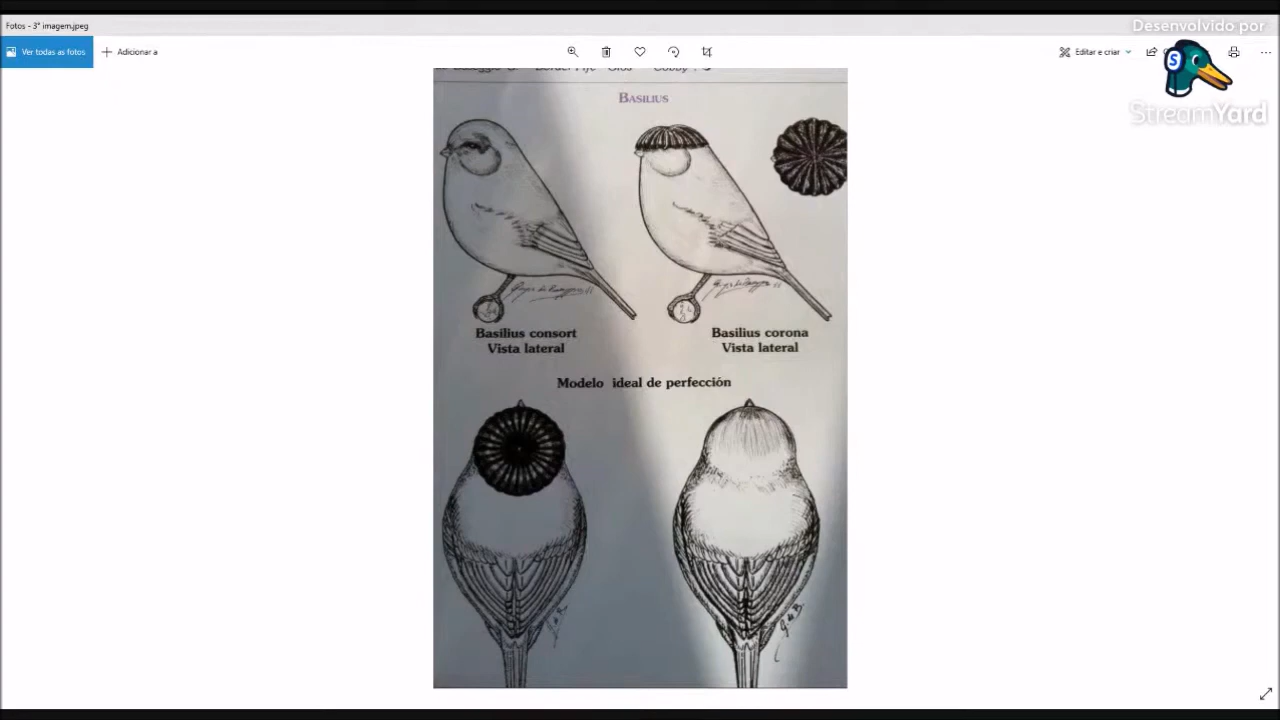 Fotos - 3ª imagem.jpeg
Desenvolvido por
Ver todas as fotos
Adicionar a
Editar e criar
StreamYard
BASILIUS
Basilius consort
Vista lateral
Basilius corona
Vista lateral
Modelo ideal de perfección